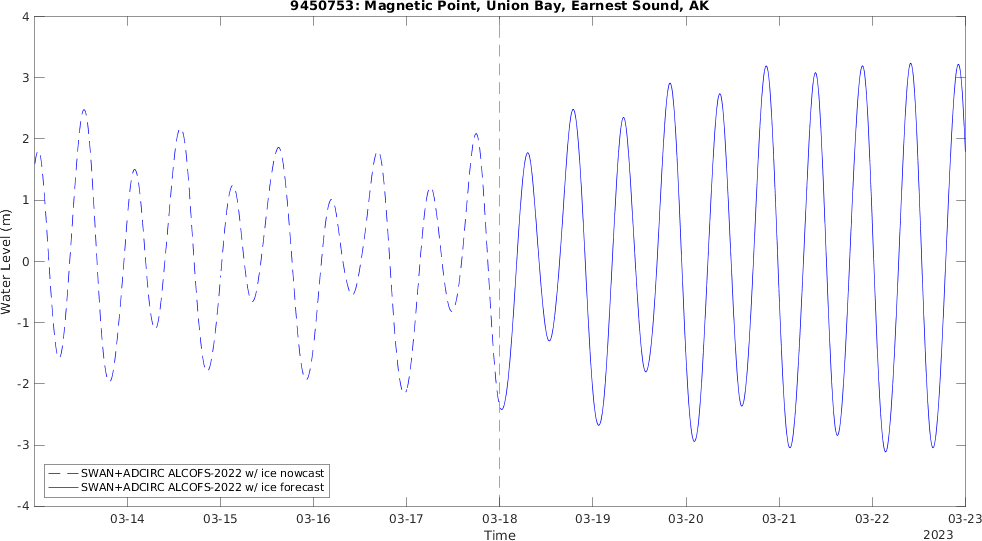 9450753: Magnetic Point, Union Bay, Earnest Sound, AK
4
3
2
1
0
-1
-2
-3
-4
Water Level (m)
SWAN+ADCIRC ALCOFS-2022 w/ ice nowcast
SWAN+ADCIRC ALCOFS-2022 w/ ice forecast
03-14 03-15 03-16 03-17 03-18 03-19 03-20 03-21 03-22 03-23
Time
2023